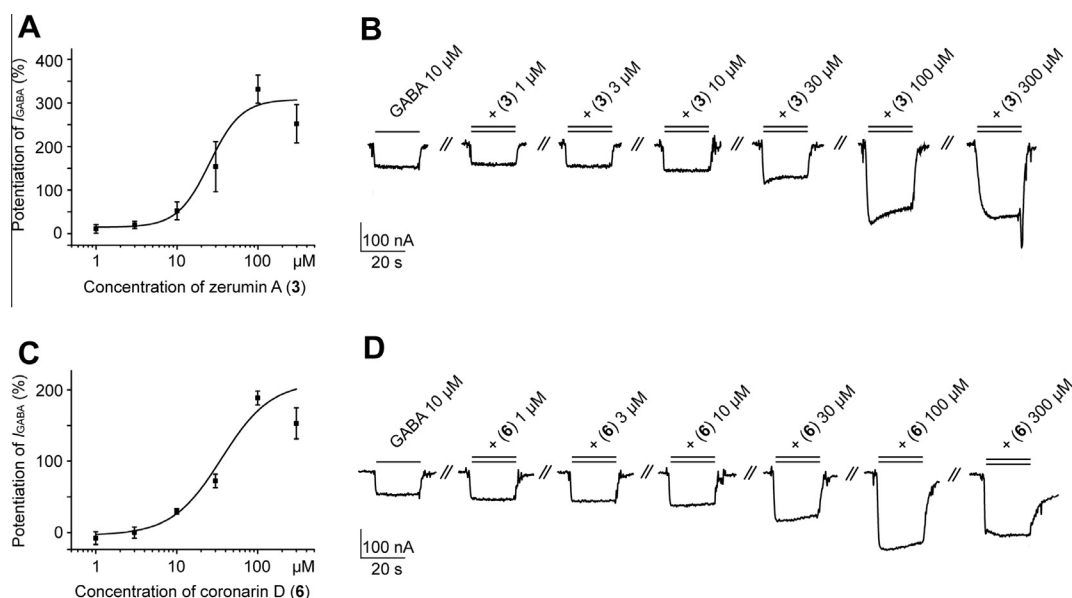 A
Potentiation of IGABA (%)
400
300
200
100
0
1
10
100
µM
Concentration of zerumin A (3)
B
GABA 10 µM
+ (3) 1 µM
+ (3) 3 µM
+ (3) 10 µM
+ (3) 30 µM
+ (3) 100 µM
+ (3) 300 µM
100 nA
20 s
C
Potentiation of IGABA (%)
200
100
0
1
10
100
µM
Concentration of coronarin D (6)
D
GABA 10 µM
+ (6) 1 µM
+ (6) 3 µM
+ (6) 10 µM
+ (6) 30 µM
+ (6) 100 µM
+ (6) 300 µM
100 nA
20 s